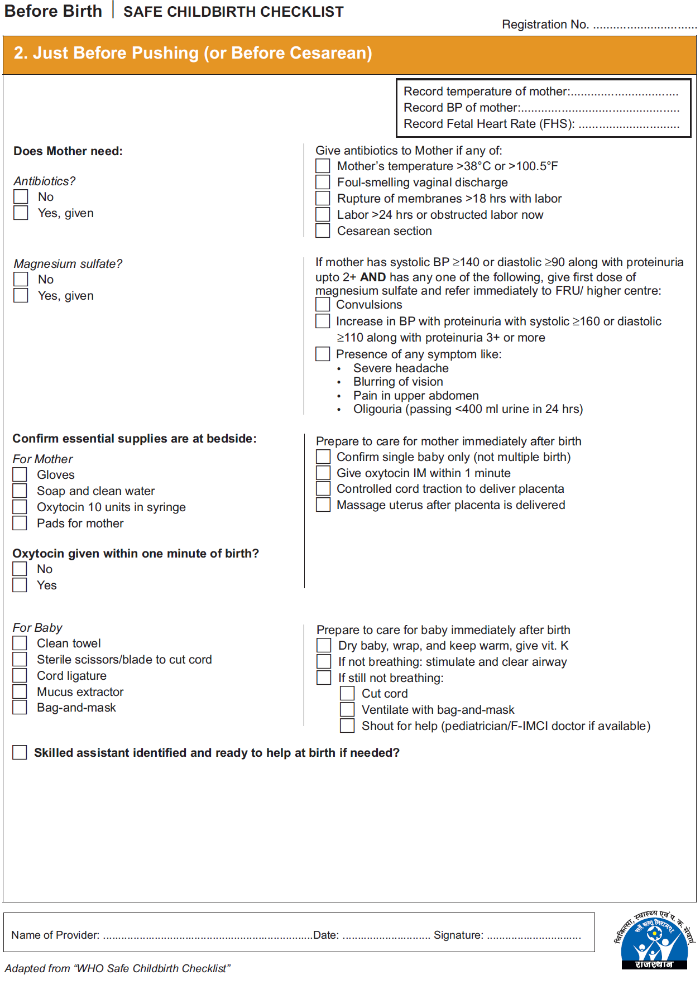 Before Birth | SAFE CHILDBIRTH CHECKLIST
Registration No. ................................
2. Just Before Pushing (or Before Cesarean)
Record temperature of mother:................................
Record BP of mother:...............................................
Record Fetal Heart Rate (FHS): ..............................
Does Mother need:
Antibiotics?
No
Yes, given
Give antibiotics to Mother if any of:
Mother’s temperature >38°C or >100.5°F
Foul-smelling vaginal discharge
Rupture of membranes >18 hrs with labor
Labor >24 hrs or obstructed labor now
Cesarean section
Magnesium sulfate?
No
Yes, given
If mother has systolic BP ≥140 or diastolic ≥90 along with proteinuria
upto 2+ AND has any one of the following, give first dose of
magnesium sulfate and refer immediately to FRU/ higher centre:
Convulsions
Increase in BP with proteinuria with systolic ≥160 or diastolic
≥110 along with proteinuria 3+ or more
Presence of any symptom like:
• Severe headache
• Blurring of vision
• Pain in upper abdomen
• Oligouria (passing <400 ml urine in 24 hrs)
Confirm essential supplies are at bedside:
For Mother
Gloves
Soap and clean water
Oxytocin 10 units in syringe
Pads for mother
Oxytocin given within one minute of birth?
No
Yes
Prepare to care for mother immediately after birth
Confirm single baby only (not multiple birth)
Give oxytocin IM within 1 minute
Controlled cord traction to deliver placenta
Massage uterus after placenta is delivered
For Baby
Clean towel
Sterile scissors/blade to cut cord
Cord ligature
Mucus extractor
Bag-and-mask
Prepare to care for baby immediately after birth
Dry baby, wrap, and keep warm, give vit. K
If not breathing: stimulate and clear airway
If still not breathing:
Cut cord
Ventilate with bag-and-mask
Shout for help (pediatrician/F-IMCI doctor if available)
Skilled assistant identified and ready to help at birth if needed?
Name of Provider: ................................................................Date: ........................... Signature: .............................
चिकित्सा, स्वास्थ्य एवं प. क. सेवाएं
सर्वे सन्तु निरामया
राजस्थान
Adapted from “WHO Safe Childbirth Checklist”